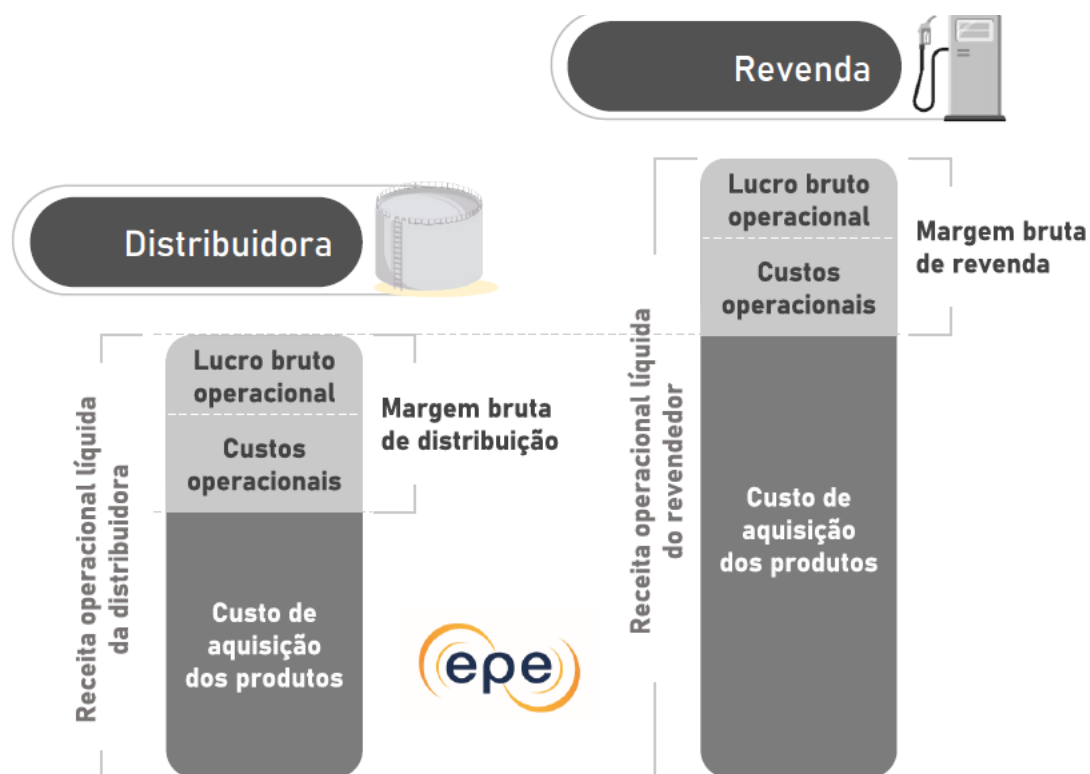 Revenda
Distribuidora
Receita operacional líquida
da distribuidora
Lucro bruto
operacional
Custos
operacionais
Custo de
aquisição
dos produtos
Margem bruta
de distribuição
epe
Receita operacional líquida
do revendedor
Lucro bruto
operacional
Custos
operacionais
Custo de
aquisição
dos produtos
Margem bruta
de revenda